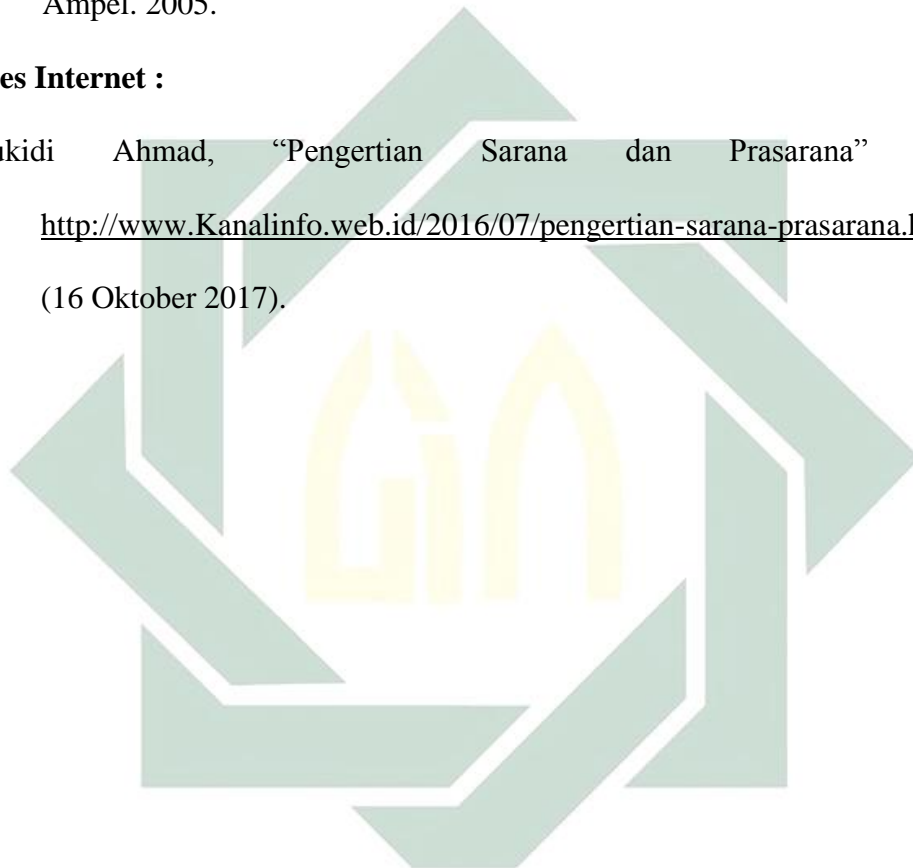 Ampel. 2005.
es Internet :
ukidi Ahmad, “Pengertian Sarana dan Prasarana”
http://www.Kanalinfo.web.id/2016/07/pengertian-sarana-prasarana.
(16 Oktober 2017).